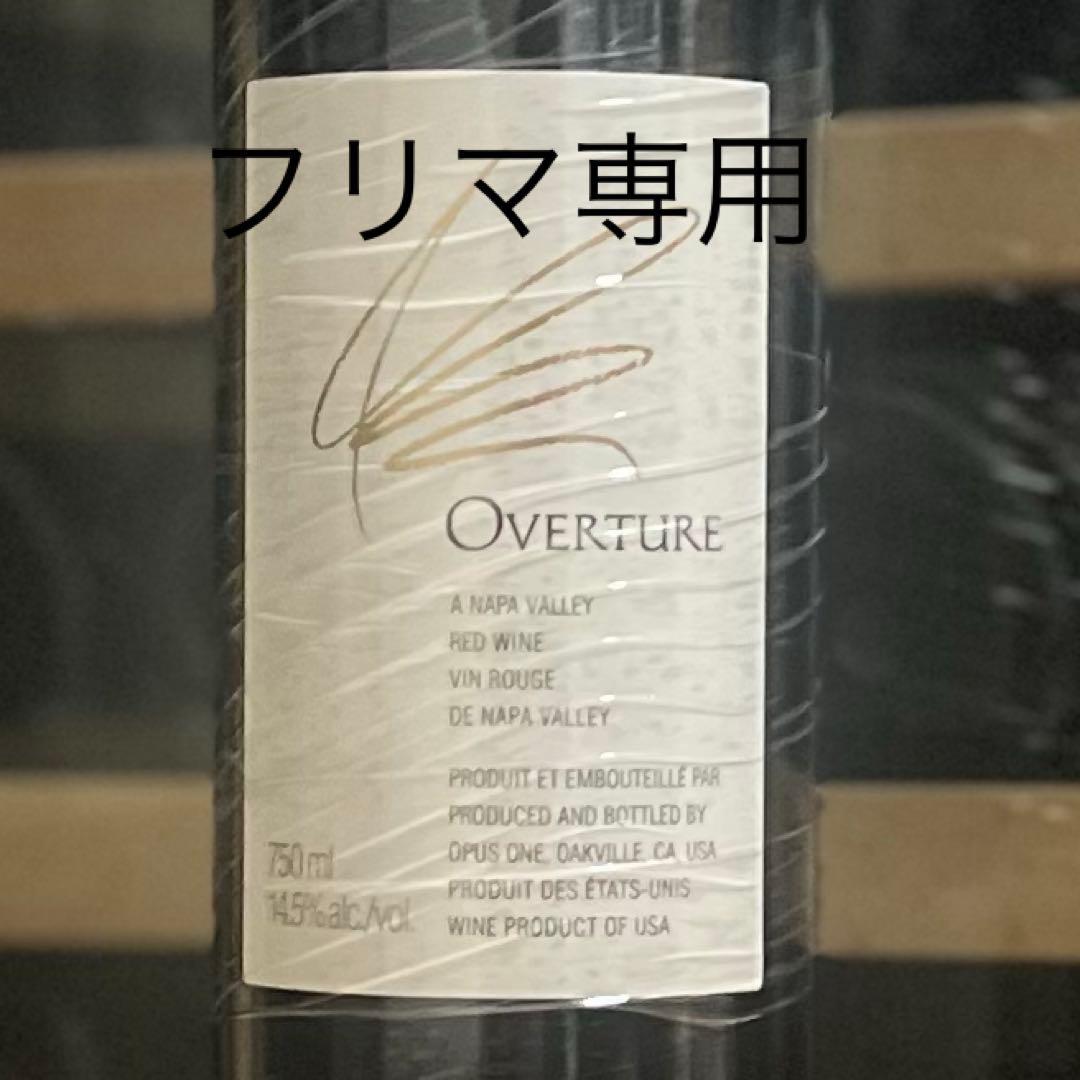 フリマ専用
OVERTURE
A NAPA VALLEY
RED WINE
VIN ROUGE
DE NAPA VALLEY
PRODUIT ET EMBOUTEILLÉ PAR
PRODUCED AND BOTTLED BY
OPUS ONE, OAKVILLE, CA, USA
PRODUIT DES ÉTATS-UNIS
WINE PRODUCT OF USA
750 ml
14.5% alc./vol.